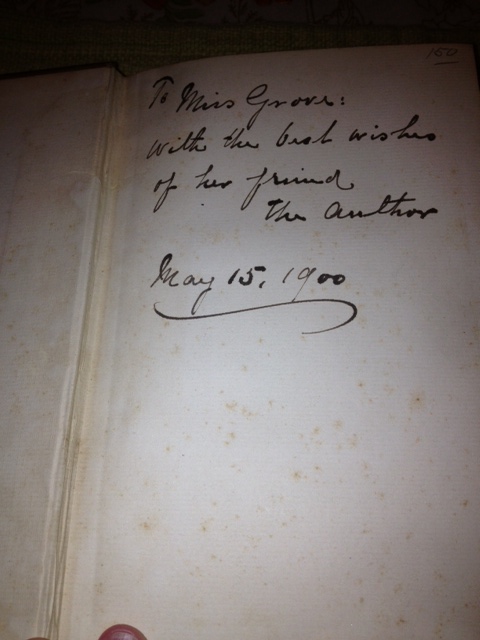 150
To Miss Grove:
with the best wishes
of her friend
the author
May 15, 1900